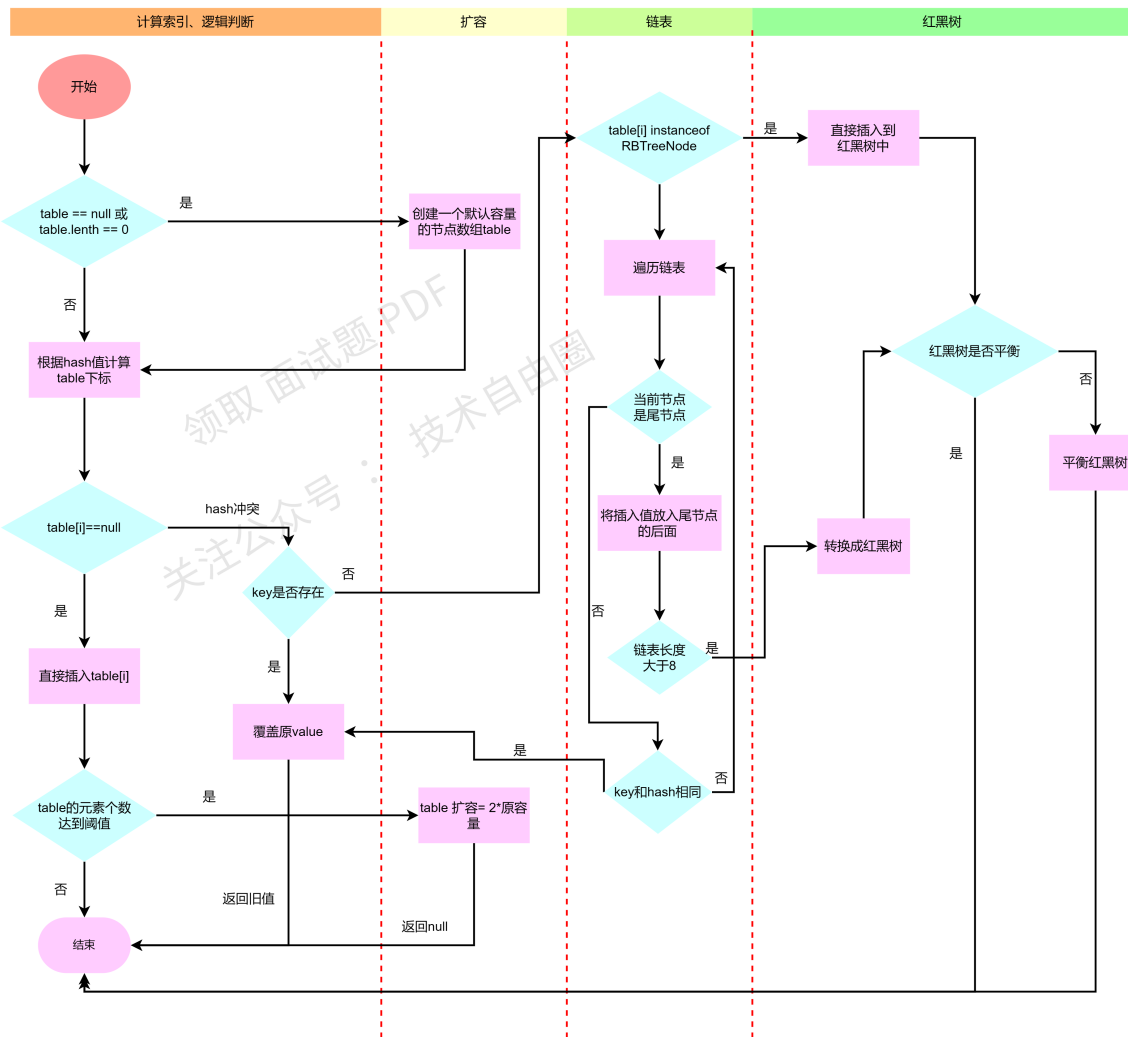 计算索引、逻辑判断
扩容
链表
红黑树
开始
table == null 或
table.lenth == 0
是
否
创建一个默认容量
的节点数组table
根据hash值计算
table下标
table[i]==null
hash冲突
key是否存在
否
是
是
直接插入table[i]
覆盖原value
table的元素个数
达到阈值
是
否
table 扩容= 2*原容
量
返回旧值
返回null
结束
table[i] instanceof
RBTreeNode
是
遍历链表
当前节点
是尾节点
是
否
将插入值放入尾节点
的后面
链表长度
大于8
是
key和hash相同
是
否
直接插入到
红黑树中
红黑树是否平衡
否
是
平衡红黑树
转换成红黑树
领取 面试题 PDF
关注公众号 ： 技术自由圈